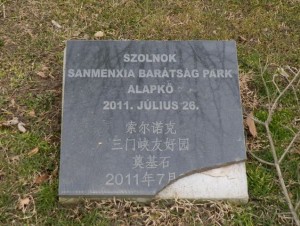 SZOLNOK
SANMENXIA BARÁTSÁG PARK
ALAPKŐ
2011. JÚLIUS 26.
索尔诺克
三门峡友好园
奠基石
2011年7月